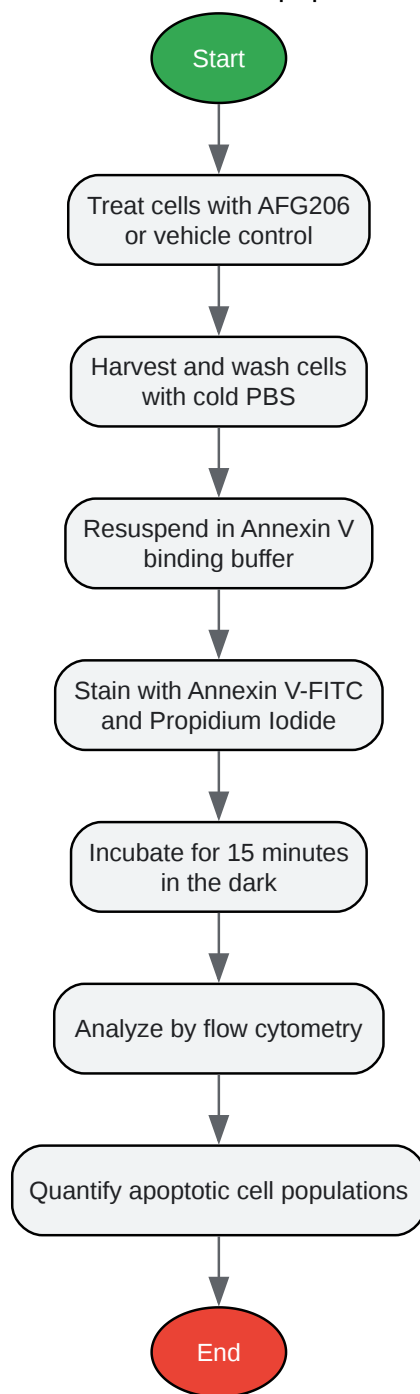 Start
Treat cells with AFG206
or vehicle control
Harvest and wash cells
with cold PBS
Resuspend in Annexin V
binding buffer
Stain with Annexin V-FITC
and Propidium Iodide
Incubate for 15 minutes
in the dark
Analyze by flow cytometry
Quantify apoptotic cell populations
End